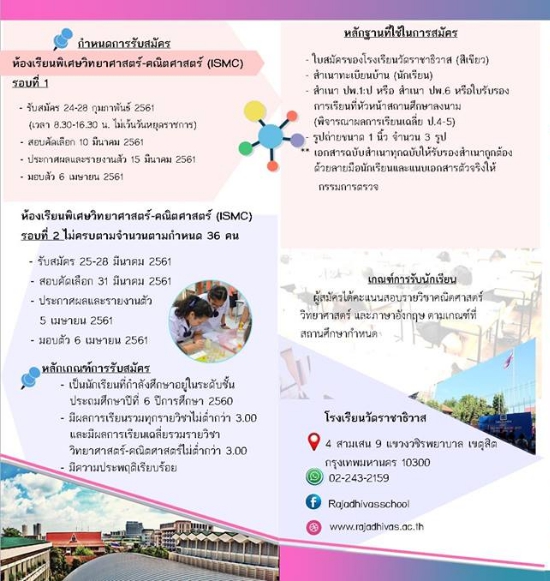 กำหนดการรับสมัคร
ห้องเรียนพิเศษวิทยาศาสตร์-คณิตศาสตร์ (ISMC)
รอบที่ 1
- รับสมัคร 24-28 กุมภาพันธ์ 2561
(เวลา 8.30-16.30 น. ไม่เว้นวันหยุดราชการ)
- สอบคัดเลือก 10 มีนาคม 2561
- ประกาศผลและรายงานตัว 15 มีนาคม 2561
- มอบตัว 6 เมษายน 2561
ห้องเรียนพิเศษวิทยาศาสตร์-คณิตศาสตร์ (ISMC)
รอบที่ 2 ไม่ครบตามจำนวนตามกำหนด 36 คน
- รับสมัคร 25-28 มีนาคม 2561
- สอบคัดเลือก 31 มีนาคม 2561
- ประกาศผลและรายงานตัว
5 เมษายน 2561
- มอบตัว 6 เมษายน 2561
หลักเกณฑ์การรับสมัคร
- เป็นนักเรียนที่กำลังศึกษาอยู่ในระดับชั้น
ประถมศึกษาปีที่ 6 ปีการศึกษา 2560
- มีผลการเรียนรวมทุกรายวิชาไม่ต่ำกว่า 3.00
และมีผลการเรียนเฉลี่ยรวมรายวิชา
วิทยาศาสตร์-คณิตศาสตร์ไม่ต่ำกว่า 3.00
- มีความประพฤติเรียบร้อย
หลักฐานที่ใช้ในการสมัคร
- ใบสมัครของโรงเรียนวัดราชาธิวาส (สีเขียว)
- สำเนาทะเบียนบ้าน (นักเรียน)
- สำเนา ปพ.1:ป หรือ สำเนา ปพ.6 หรือใบรับรอง
การเรียนที่หัวหน้าสถานศึกษาลงนาม
(พิจารณาผลการเรียนเฉลี่ย ป.4-5)
- รูปถ่ายขนาด 1 นิ้ว จำนวน 3 รูป
** เอกสารฉบับสำเนาทุกฉบับให้รับรองสำเนาถูกต้อง
ด้วยลายมือนักเรียนและแนบเอกสารตัวจริงให้
กรรมการตรวจ
เกณฑ์การรับนักเรียน
ผู้สมัครได้คะแนนสอบรายวิชาคณิตศาสตร์
วิทยาศาสตร์ และภาษาอังกฤษ ตามเกณฑ์ที่
สถานศึกษากำหนด
โรงเรียนวัดราชาธิวาส
4 สามเสน 9 แขวงวชิรพยาบาล เขตดุสิต
กรุงเทพมหานคร 10300
02-243-2159
Rajadhivasschool
www.rajadhivas.ac.th